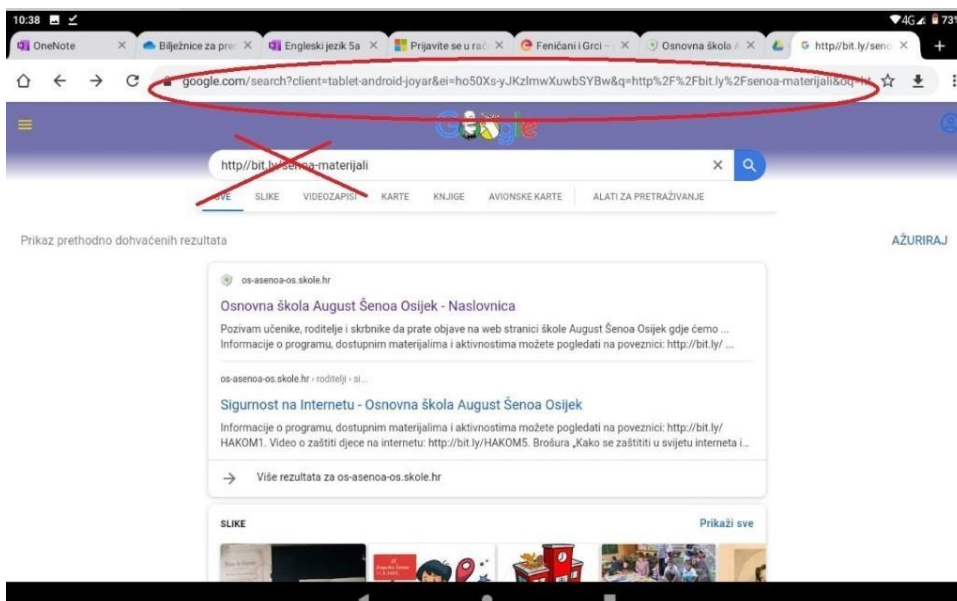 10:38 4G 73%
OneNote Bilježnice za pre Engleski jezik 5a Prijavite se u rač Feničani i Grci – Osnovna škola A G http//bit.ly/seno
google.com/search?client=tablet-android-joyar&ei=ho50Xs-yJKzlmwXuwbSYBw&q=http%2F%2Fbit.ly%2Fsenoa-materijali&oq=ht
Google
http//bit.ly/senoa-materijali
SVE SLIKE VIDEOZAPISI KARTE KNJIGE AVIONSKE KARTE ALATI ZA PRETRAŽIVANJE
Prikaz prethodno dohvaćenih rezultata AŽURIRAJ
os-asenoa-os.skole.hr
Osnovna škola August Šenoa Osijek - Naslovnica
Pozivam učenike, roditelje i skrbnike da prate objave na web stranici škole August Šenoa Osijek gdje ćemo ...
Informacije o programu, dostupnim materijalima i aktivnostima možete pogledati na poveznici: http://bit.ly/ ...
os-asenoa-os.skole.hr › roditelji › si...
Sigurnost na Internetu - Osnovna škola August Šenoa Osijek
Informacije o programu, dostupnim materijalima i aktivnostima možete pogledati na poveznici: http://bit.ly/
HAKOM1. Video o zaštiti djece na internetu: http://bit.ly/HAKOM5. Brošura „Kako se zaštititi u svijetu interneta i...
Više rezultata za os-asenoa-os.skole.hr
SLIKE Prikaži sve